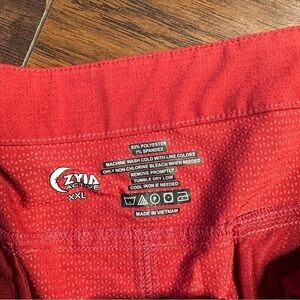 ZYIA
ACTIVE
XXL
93% POLYESTER
7% SPANDEX
MACHINE WASH COLD WITH LIKE COLORS
ONLY NON-CHLORINE BLEACH WHEN NEEDED
REMOVE PROMPTLY
TUMBLE DRY LOW
COOL IRON IF NEEDED
MADE IN VIETNAM